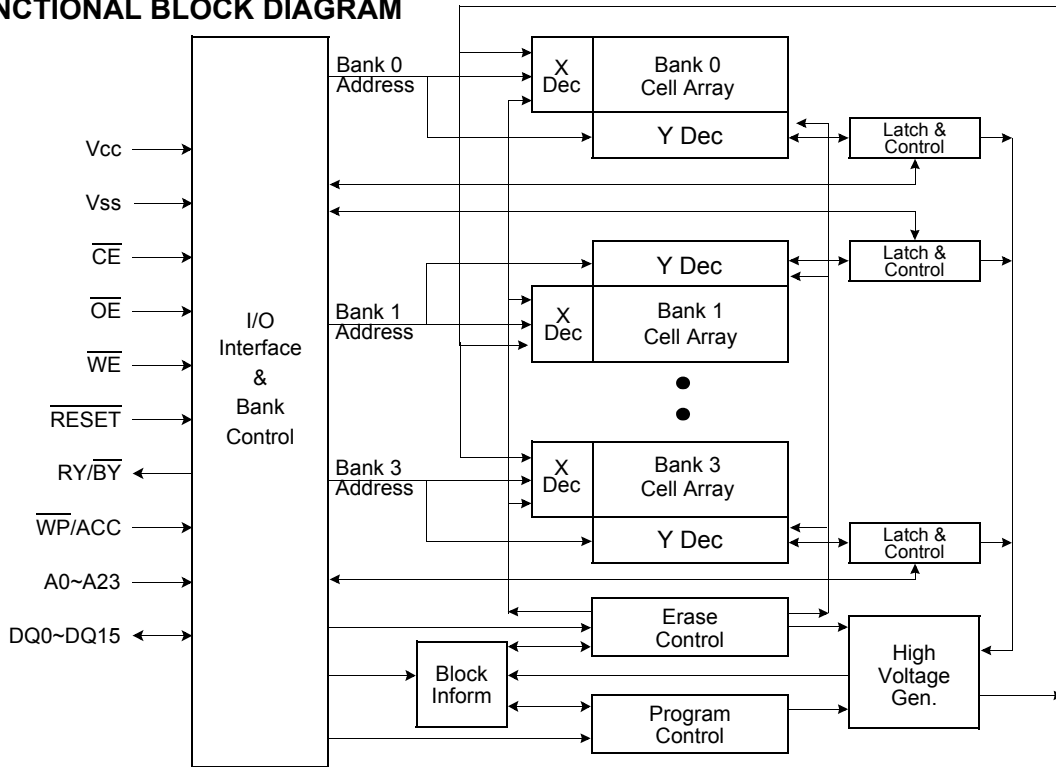 NCTIONAL BLOCK DIAGRAM
Vcc
Vss
CE
OE
WE
RESET
RY/BY
WP/ACC
A0~A23
DQ0~DQ15
I/O
Interface
&
Bank
Control
Bank 0
Address
X
Dec
Bank 0
Cell Array
Y Dec
Latch &
Control
Bank 1
Address
Y Dec
X
Dec
Bank 1
Cell Array
Latch &
Control
Bank 3
Address
X
Dec
Bank 3
Cell Array
Y Dec
Latch &
Control
Erase
Control
Block
Inform
Program
Control
High
Voltage
Gen.